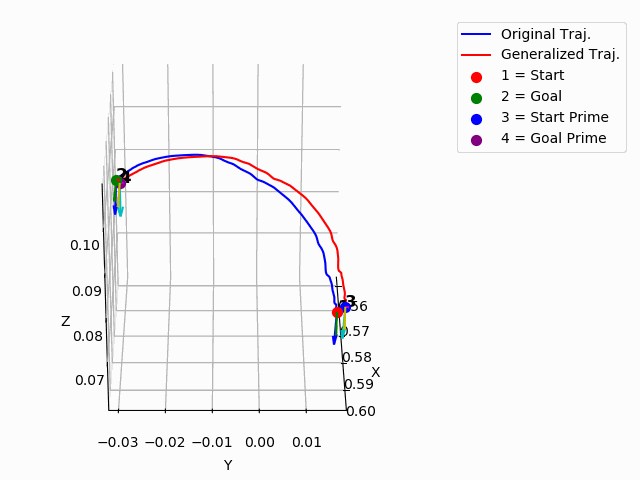 Original Traj.
Generalized Traj.
1 = Start
2 = Goal
3 = Start Prime
4 = Goal Prime
4
3
0.10
0.09
0.08
0.07
Z
0.57
0.58
0.59
0.60
X
−0.03
−0.02
−0.01
0.00
0.01
Y